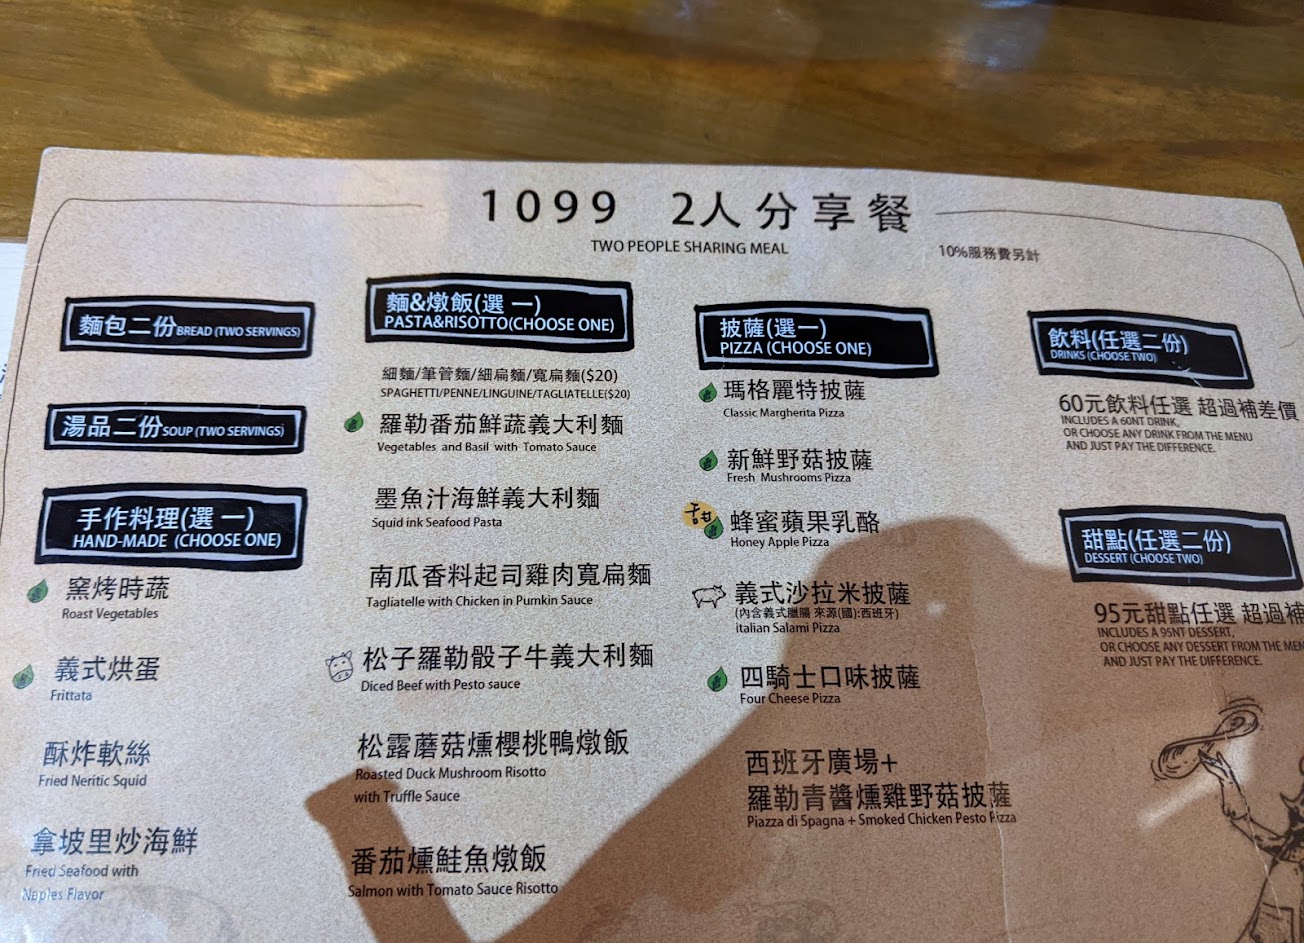 1099 2人分享餐
TWO PEOPLE SHARING MEAL
10%服務費另計
麵包二份 BREAD (TWO SERVINGS)
湯品二份 SOUP (TWO SERVINGS)
手作料理(選一)
HAND-MADE (CHOOSE ONE)
窯烤時蔬
Roast Vegetables
義式烘蛋
Frittata
酥炸軟絲
Fried Neritic Squid
拿坡里炒海鮮
Fried Seafood with
Naples Flavor
麵&燉飯(選一)
PASTA&RISOTTO(CHOOSE ONE)
細麵/筆管麵/細扁麵/寬扁麵($20)
SPAGHETTI/PENNE/LINGUINE/TAGLIATELLE($20)
羅勒番茄鮮蔬義大利麵
Vegetables and Basil with Tomato Sauce
墨魚汁海鮮義大利麵
Squid ink Seafood Pasta
南瓜香料起司雞肉寬扁麵
Tagliatelle with Chicken in Pumkin Sauce
松子羅勒骰子牛義大利麵
Diced Beef with Pesto sauce
松露蘑菇燻櫻桃鴨燉飯
Roasted Duck Mushroom Risotto
with Truffle Sauce
番茄燻鮭魚燉飯
Salmon with Tomato Sauce Risotto
披薩(選一)
PIZZA (CHOOSE ONE)
瑪格麗特披薩
Classic Margherita Pizza
新鮮野菇披薩
Fresh Mushrooms Pizza
甜
蜂蜜蘋果乳酪
Honey Apple Pizza
義式沙拉米披薩
(內含義式臘腸 來源(國):西班牙)
italian Salami Pizza
四騎士口味披薩
Four Cheese Pizza
西班牙廣場+
羅勒青醬燻雞野菇披薩
Piazza di Spagna + Smoked Chicken Pesto Pizza
飲料(任選二份)
DRINKS (CHOOSE TWO)
60元飲料任選 超過補差價
INCLUDES A 60NT DRINK,
OR CHOOSE ANY DRINK FROM THE MENU
AND JUST PAY THE DIFFERENCE.
甜點(任選二份)
DESSERT (CHOOSE TWO)
95元甜點任選 超過補
INCLUDES A 95NT DESSERT,
OR CHOOSE ANY DESSERT FROM THE MEN
AND JUST PAY THE DIFFERENCE.